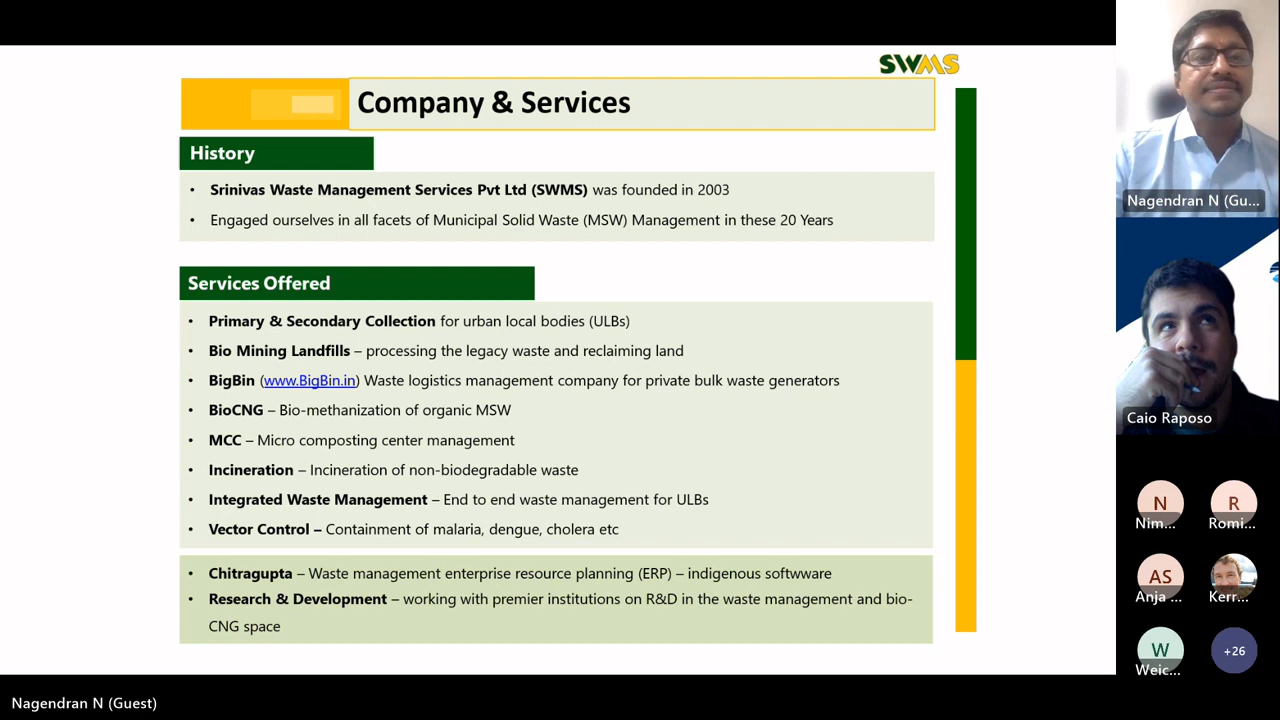 SWMS
Company & Services
History
• Srinivas Waste Management Services Pvt Ltd (SWMS) was founded in 2003
• Engaged ourselves in all facets of Municipal Solid Waste (MSW) Management in these 20 Years
Services Offered
• Primary & Secondary Collection for urban local bodies (ULBs)
• Bio Mining Landfills – processing the legacy waste and reclaiming land
• BigBin (www.BigBin.in) Waste logistics management company for private bulk waste generators
• BioCNG – Bio-methanization of organic MSW
• MCC – Micro composting center management
• Incineration – Incineration of non-biodegradable waste
• Integrated Waste Management – End to end waste management for ULBs
• Vector Control – Containment of malaria, dengue, cholera etc
• Chitragupta – Waste management enterprise resource planning (ERP) – indigenous softwware
• Research & Development – working with premier institutions on R&D in the waste management and bio-
CNG space
Nagendran N (Gu...
Caio Raposo
N
R
Nim...
Romi...
AS
Anja ...
Kerr...
W
+26
Weic...
Nagendran N (Guest)